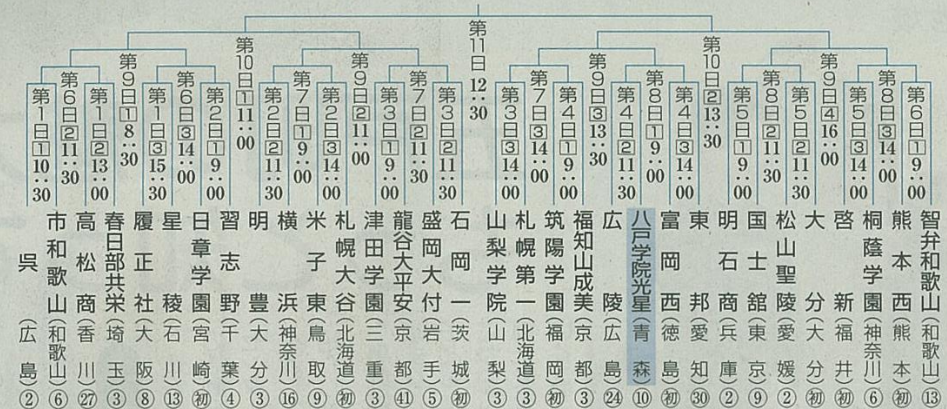 第1日1 10:30
第6日2 11:30
第1日2 13:00
第9日1 8:30
第1日3 15:30
第6日3 14:00
第2日1 9:00
第10日1 11:00
第2日2 11:30
第7日1 9:00
第2日3 14:00
第9日2 11:00
第3日1 9:00
第7日2 11:30
第3日2 11:30
第11日 12:30
第3日3 14:00
第7日3 14:00
第4日1 9:00
第9日3 13:30
第4日2 11:30
第8日1 9:00
第4日3 14:00
第10日2 13:30
第5日1 9:00
第8日2 11:30
第5日2 11:30
第9日4 16:00
第5日3 14:00
第8日3 14:00
第6日1 9:00
呉(広島)②
市和歌山(和歌山)⑥
高松商(香川)㉗
春日部共栄(埼玉)③
履正社(大阪)⑧
星稜(石川)⑬
日章学園(宮崎)初
習志野(千葉)④
明豊(大分)③
横浜(神奈川)⑯
米子東(鳥取)⑨
札幌大谷(北海道)初
津田学園(三重)③
龍谷大平安(京都)㊶
盛岡大付(岩手)⑤
石岡一(茨城)初
山梨学院(山梨)③
札幌第一(北海道)③
筑陽学園(福岡)初
福知山成美(京都)③
広陵(広島)㉔
八戸学院光星(青森)⑩
富岡西(徳島)初
東邦(愛知)㉚
明石商(兵庫)②
国士舘(東京)⑨
松山聖陵(愛媛)②
大分(大分)初
啓新(福井)初
桐蔭学園(神奈川)⑥
熊本西(熊本)初
智弁和歌山(和歌山)⑬